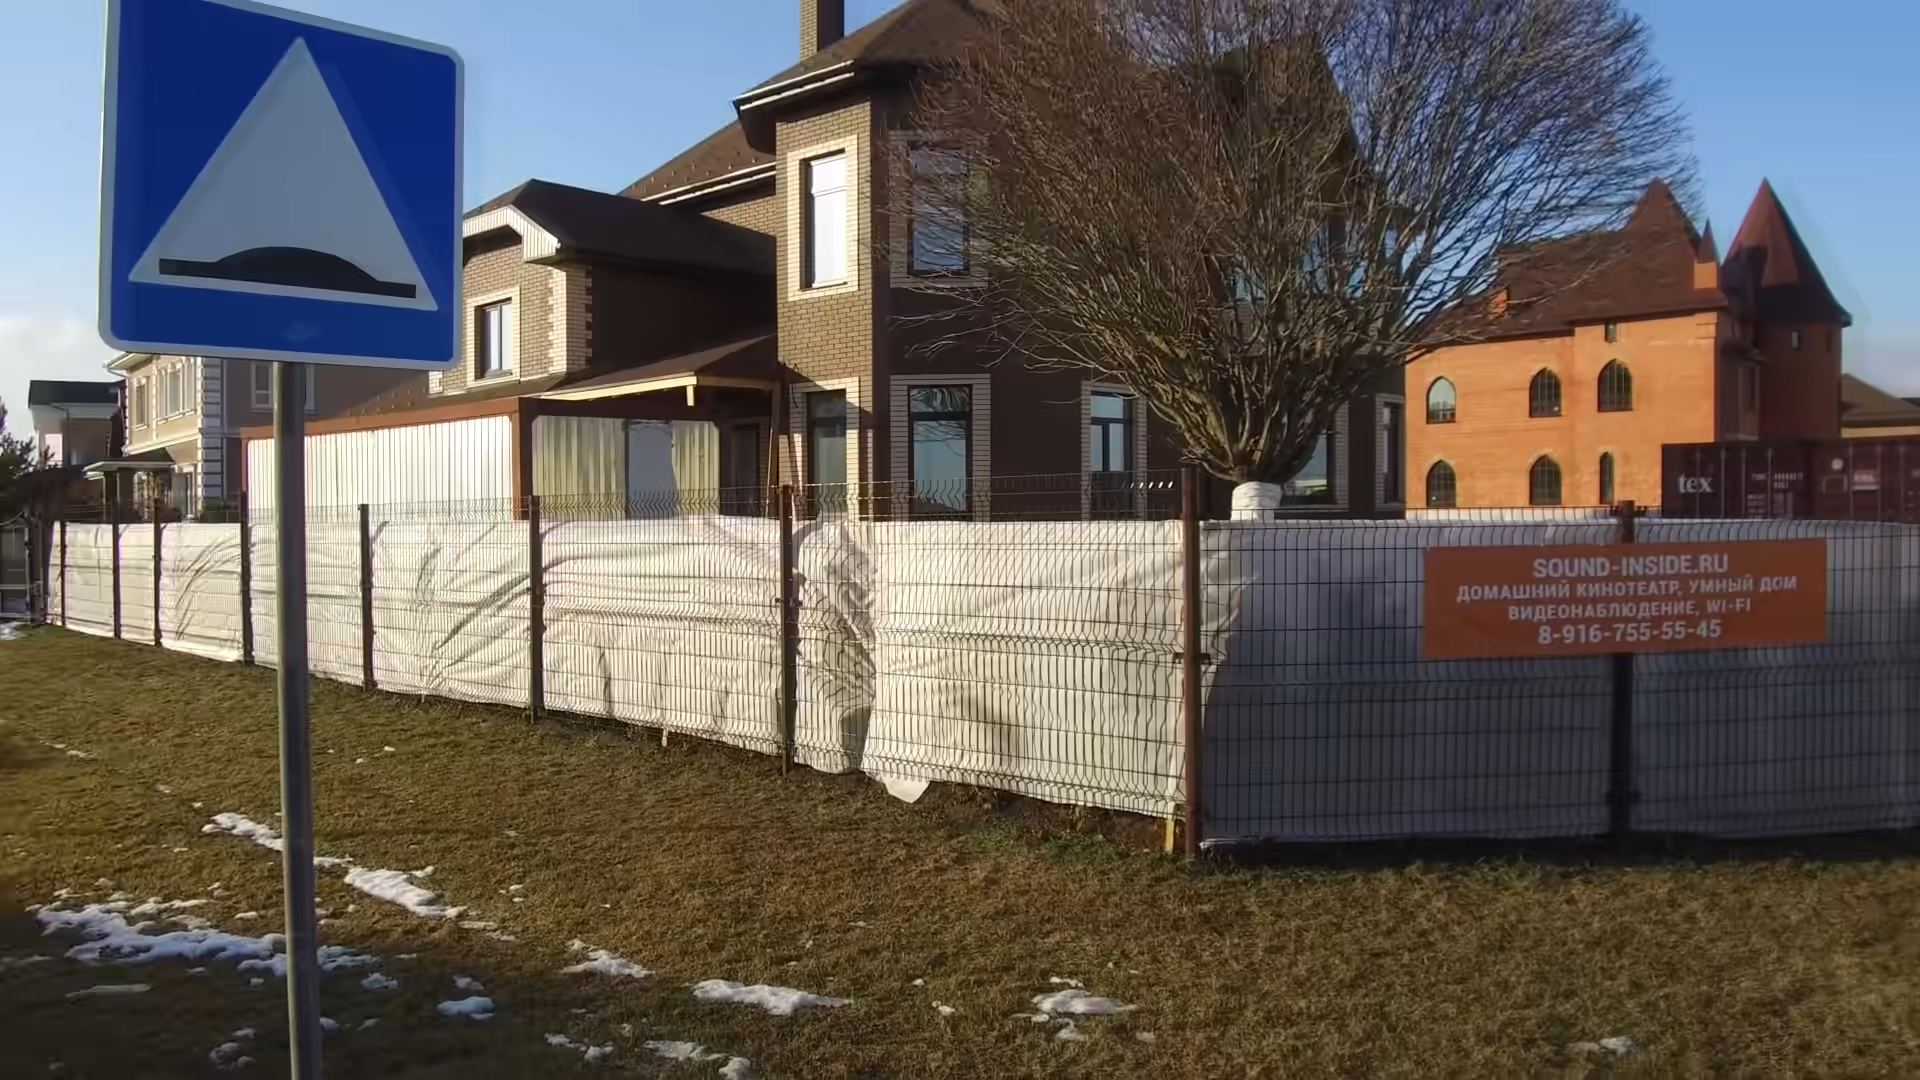 tex
SOUND-INSIDE.RU
ДОМАШНИЙ КИНОТЕАТР, УМНЫЙ ДОМ
ВИДЕОНАБЛЮДЕНИЕ, WI-FI
8-916-755-55-45